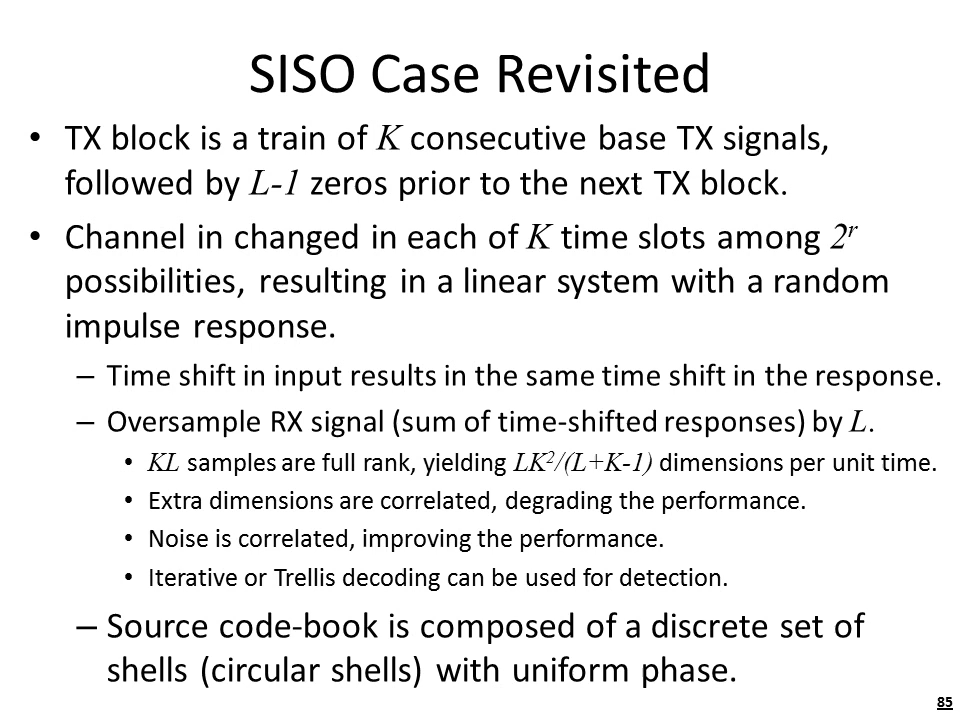 SISO Case Revisited
• TX block is a train of K consecutive base TX signals,
followed by L-1 zeros prior to the next TX block.
• Channel in changed in each of K time slots among 2^r
possibilities, resulting in a linear system with a random
impulse response.
– Time shift in input results in the same time shift in the response.
– Oversample RX signal (sum of time-shifted responses) by L.
• KL samples are full rank, yielding LK²/(L+K-1) dimensions per unit time.
• Extra dimensions are correlated, degrading the performance.
• Noise is correlated, improving the performance.
• Iterative or Trellis decoding can be used for detection.
– Source code-book is composed of a discrete set of
shells (circular shells) with uniform phase.
85